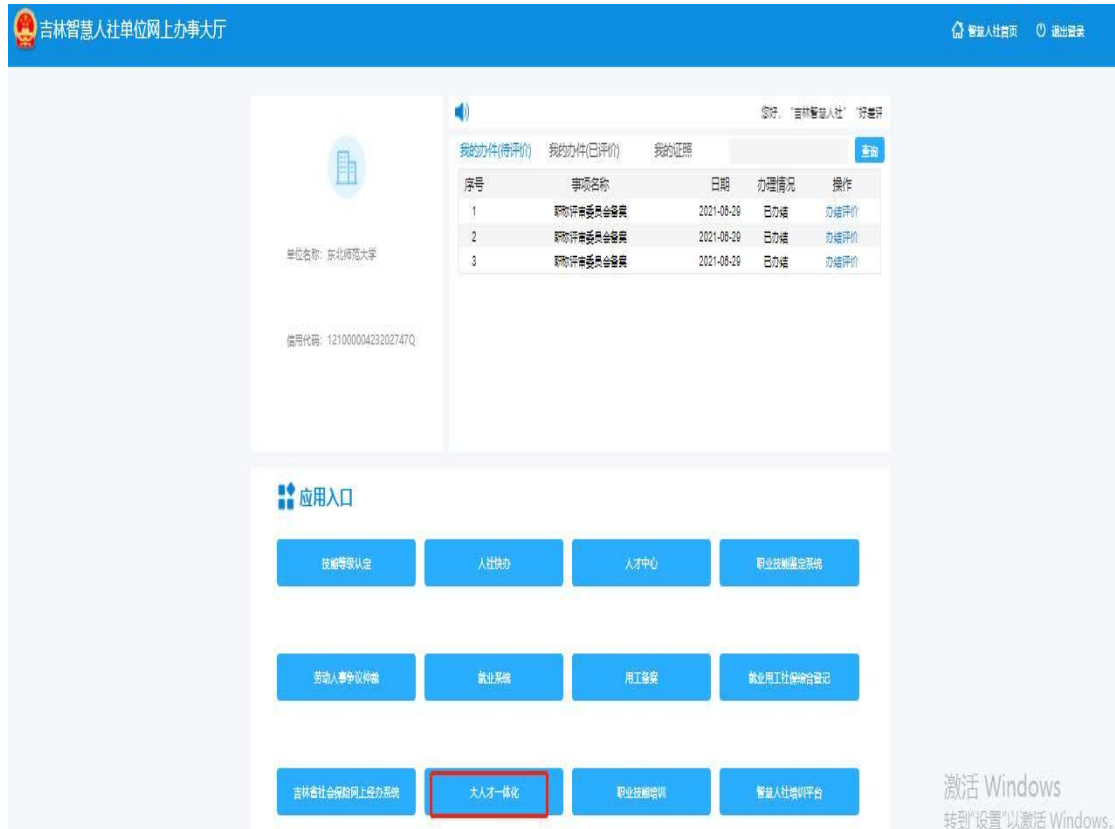 吉林智慧人社单位网上办事大厅
智慧人社首页 退出登录
您好, "吉林智慧人社" "好差评
我的办件(待评价) 我的办件(已评价) 我的证照 查询
序号 事项名称 日期 办理情况 操作
1 职称评审委员会备案 2021-06-29 已办结 办结评价
2 职称评审委员会备案 2021-06-29 已办结 办结评价
3 职称评审委员会备案 2021-06-29 已办结 办结评价
单位名称: 东北师范大学
信用代码: 12100000423202747Q
应用入口
技能等级认定 人社快办 人才中心 职业技能鉴定系统
劳动人事争议仲裁 就业系统 用工备案 就业用工社保综合登记
吉林省社会保险网上经办系统 大人才一体化 职业技能培训 智慧人社培训平台
激活 Windows
转到"设置"以激活 Windows。